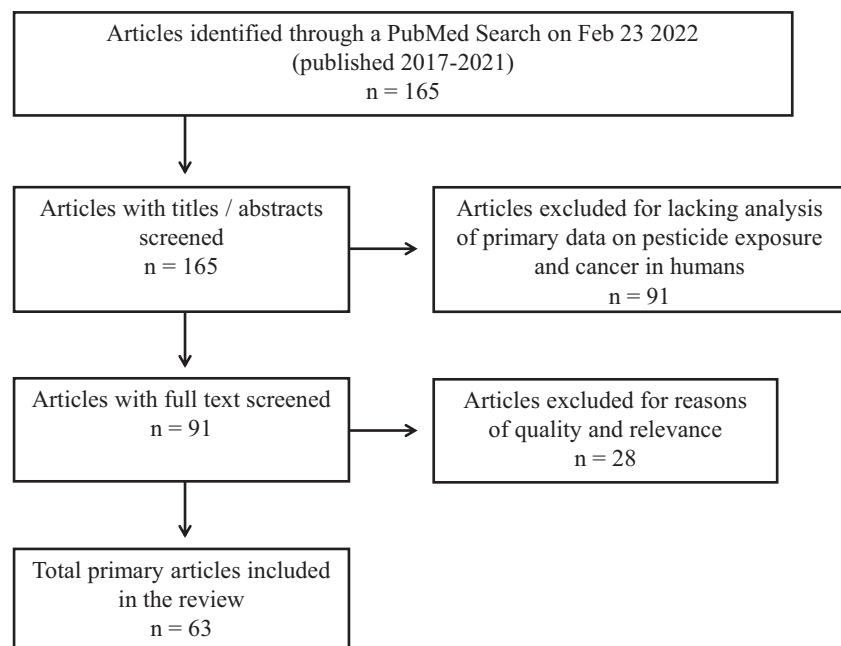 Articles identified through a PubMed Search on Feb 23 2022
(published 2017-2021)
n = 165
Articles with titles / abstracts
screened
n = 165
Articles excluded for lacking analysis
of primary data on pesticide exposure
and cancer in humans
n = 91
Articles with full text screened
n = 91
Articles excluded for reasons
of quality and relevance
n = 28
Total primary articles included
in the review
n = 63